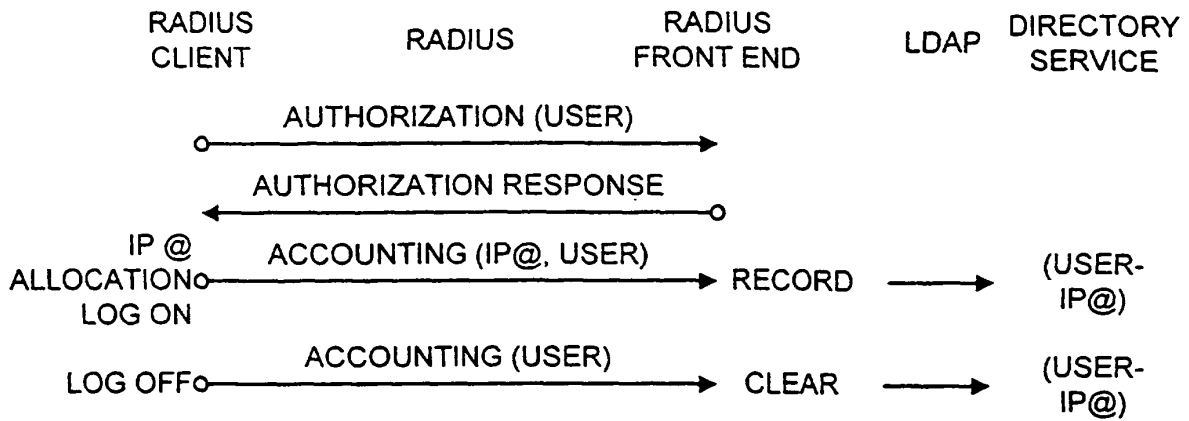 RADIUS CLIENT
RADIUS
RADIUS FRONT END
LDAP
DIRECTORY SERVICE
AUTHORIZATION (USER)
AUTHORIZATION RESPONSE
IP @
ALLOCATION
LOG ON
ACCOUNTING (IP@, USER)
RECORD
(USER-
IP@)
LOG OFF
ACCOUNTING (USER)
CLEAR
(USER-
IP@)